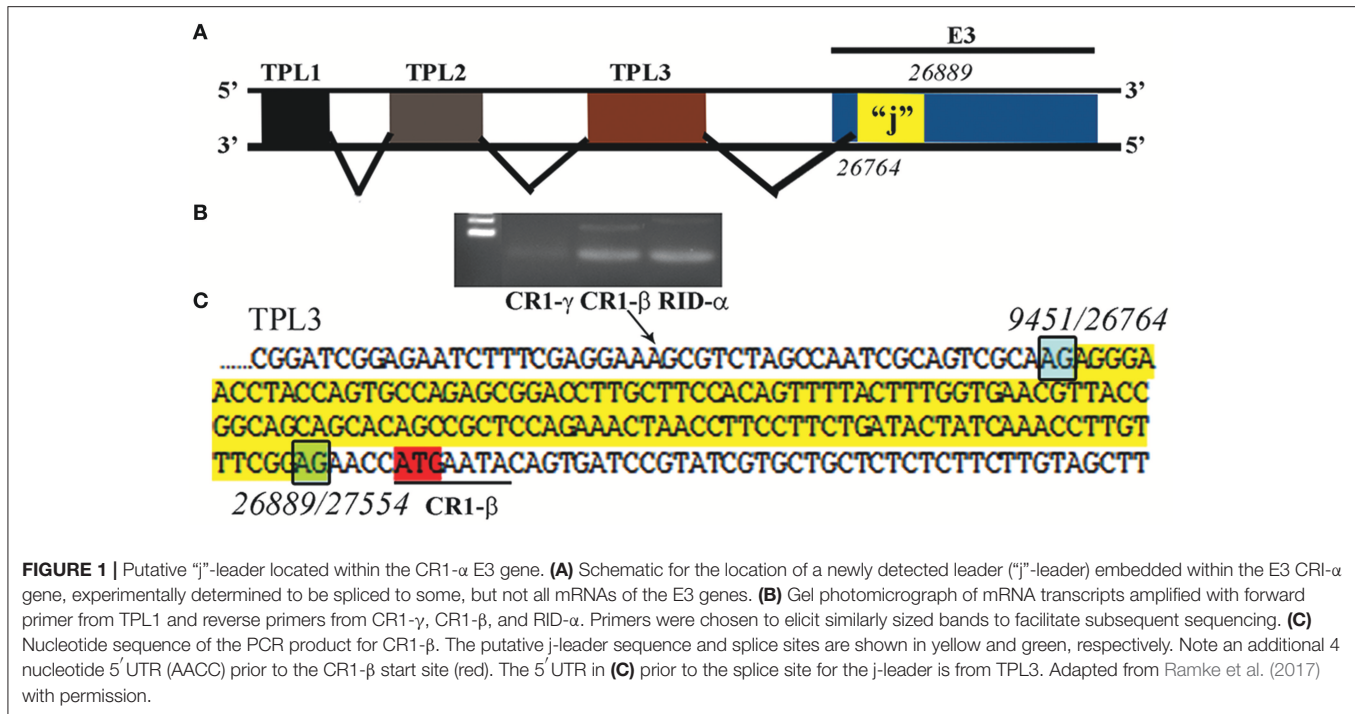 A
E3
TPL1 TPL2 TPL3 26889
5’ 3’
“j”
3’ 5’
26764
B
CR1-γ CR1-β RID-α
C
TPL3 9451/26764
......CGGATCGGAGAATCTTTCGAGGAAAGCGTCTAGCCAATCGCAGTCGCAAGAGGGA
ACCTACCAGTGCCAGAGCGGACCTTGCTTCCACAGTTTTACTTTGGTGAACGTTACC
GGCAGCAGCACAGCCGCTCCAGAAACTAACCTTCCTTCTGATACTATCAAACCTTGT
TTCGGAGAACCATGAATACAGTGATCCGTATCGTGCTGCTCTCTCTTCTTGTAGCTT
26889/27554 CR1-β
FIGURE 1 | Putative “j”-leader located within the CR1-α E3 gene. (A) Schematic for the location of a newly detected leader (“j”-leader) embedded within the E3 CRI-α
gene, experimentally determined to be spliced to some, but not all mRNAs of the E3 genes. (B) Gel photomicrograph of mRNA transcripts amplified with forward
primer from TPL1 and reverse primers from CR1-γ, CR1-β, and RID-α. Primers were chosen to elicit similarly sized bands to facilitate subsequent sequencing. (C)
Nucleotide sequence of the PCR product for CR1-β. The putative j-leader sequence and splice sites are shown in yellow and green, respectively. Note an additional 4
nucleotide 5′UTR (AACC) prior to the CR1-β start site (red). The 5′UTR in (C) prior to the splice site for the j-leader is from TPL3. Adapted from Ramke et al. (2017)
with permission.